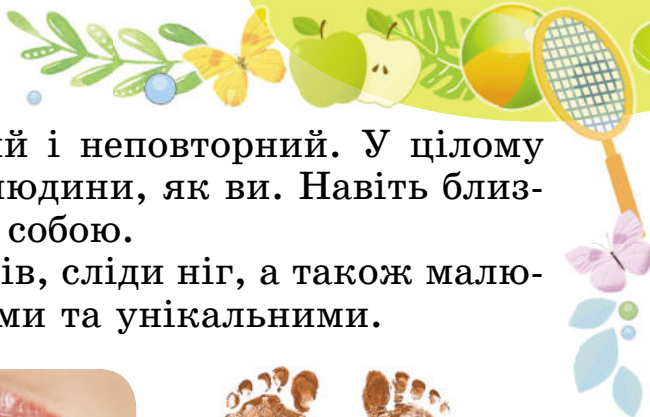 й і неповторний. У цілому
людини, як ви. Навіть близ-
собою.
ів, сліди ніг, а також малю-
ми та унікальними.